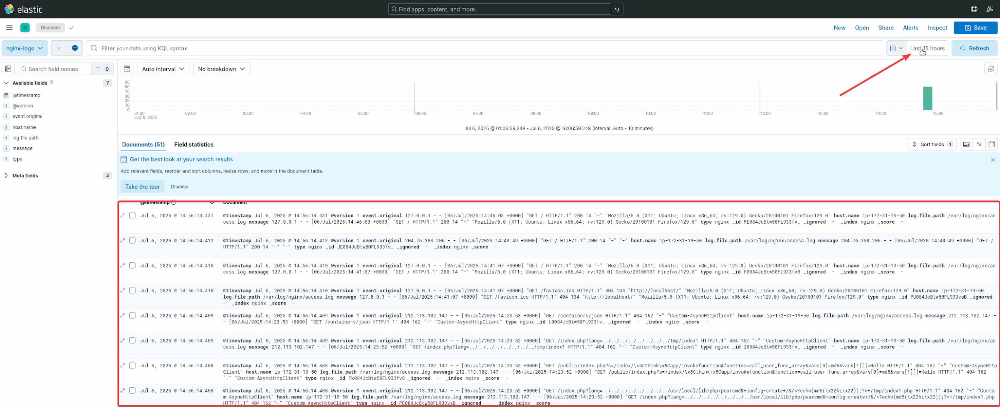 elastic
Find apps, content, and more.
^/
D
Discover
New
Open
Share
Alerts
Inspect
Save
nginx-logs
Filter your data using KQL syntax
Last 15 hours
Refresh
Search field names
0
Auto interval
No breakdown
Available fields
7
@timestamp
t @version
t event.original
t host.name
t log.file.path
t message
t type
Meta fields
4
60
50
40
30
20
10
0
01:00 02:00 03:00 04:00 05:00 06:00 07:00 08:00 09:00 10:00 11:00 12:00 13:00 14:00 15:00
July 6, 2025
Jul 6, 2025 @ 01:06:59.248 - Jul 6, 2025 @ 16:06:59.248 (interval: Auto - 10 minutes)
Documents (51)
Field statistics
Sort fields 1
Get the best look at your search results
Add relevant fields, reorder and sort columns, resize rows, and more in the document table.
Take the tour
Dismiss
@timestamp Document
Jul 6, 2025 @ 14:56:14.431 @timestamp Jul 6, 2025 @ 14:56:14.431 @version 1 event.original 127.0.0.1 - - [06/Jul/2025:14:46:03 +0000] "GET / HTTP/1.1" 200 14 "-" "Mozilla/5.0 (X11; Ubuntu; Linux x86_64; rv:129.0) Gecko/20100101 Firefox/129.0" host.name ip-172-31-19-50 log.file.path /var/log/nginx/ac
cess.log message 127.0.0.1 - - [06/Jul/2025:14:46:03 +0000] "GET / HTTP/1.1" 200 14 "-" "Mozilla/5.0 (X11; Ubuntu; Linux x86_64; rv:129.0) Gecko/20100101 Firefox/129.0" type nginx _id ME084JcBtw50FL933fv_ _ignored - _index nginx _score -
Jul 6, 2025 @ 14:56:14.412 @timestamp Jul 6, 2025 @ 14:56:14.412 @version 1 event.original 204.76.203.206 - - [06/Jul/2025:14:43:49 +0000] "GET / HTTP/1.1" 200 14 "-" "-" host.name ip-172-31-19-50 log.file.path /var/log/nginx/access.log message 204.76.203.206 - - [06/Jul/2025:14:43:49 +0000] "GET /
HTTP/1.1" 200 14 "-" "-" type nginx _id JE084JcBtw50FL933fv_ _ignored - _index nginx _score -
Jul 6, 2025 @ 14:56:14.410 @timestamp Jul 6, 2025 @ 14:56:14.410 @version 1 event.original 127.0.0.1 - - [06/Jul/2025:14:41:07 +0000] "GET / HTTP/1.1" 200 14 "-" "Mozilla/5.0 (X11; Ubuntu; Linux x86_64; rv:129.0) Gecko/20100101 Firefox/129.0" host.name ip-172-31-19-50 log.file.path /var/log/nginx/ac
cess.log message 127.0.0.1 - - [06/Jul/2025:14:41:07 +0000] "GET / HTTP/1.1" 200 14 "-" "Mozilla/5.0 (X11; Ubuntu; Linux x86_64; rv:129.0) Gecko/20100101 Firefox/129.0" type nginx _id F0084JcBtw50FL933fv8 _ignored - _index nginx _score -
Jul 6, 2025 @ 14:56:14.410 @timestamp Jul 6, 2025 @ 14:56:14.410 @version 1 event.original 127.0.0.1 - - [06/Jul/2025:14:41:07 +0000] "GET /favicon.ico HTTP/1.1" 404 134 "http://localhost/" "Mozilla/5.0 (X11; Ubuntu; Linux x86_64; rv:129.0) Gecko/20100101 Firefox/129.0" host.name ip-172-31-19-50
log.file.path /var/log/nginx/access.log message 127.0.0.1 - - [06/Jul/2025:14:41:07 +0000] "GET /favicon.ico HTTP/1.1" 404 134 "http://localhost/" "Mozilla/5.0 (X11; Ubuntu; Linux x86_64; rv:129.0) Gecko/20100101 Firefox/129.0" type nginx _id PU084JcBtw50FL933vsB _ignored
- _index nginx _score -
Jul 6, 2025 @ 14:56:14.409 @timestamp Jul 6, 2025 @ 14:56:14.409 @version 1 event.original 212.113.102.147 - - [06/Jul/2025:14:23:53 +0000] "GET /containers/json HTTP/1.1" 404 162 "-" "Custom-AsyncHttpClient" host.name ip-172-31-19-50 log.file.path /var/log/nginx/access.log message 212.113.102.147 -
- [06/Jul/2025:14:23:53 +0000] "GET /containers/json HTTP/1.1" 404 162 "-" "Custom-AsyncHttpClient" type nginx _id L0084JcBtw50FL933fv_ _ignored - _index nginx _score -
Jul 6, 2025 @ 14:56:14.409 @timestamp Jul 6, 2025 @ 14:56:14.409 @version 1 event.original 212.113.102.147 - - [06/Jul/2025:14:23:52 +0000] "GET /index.php?lang=../../../../../../../../tmp/index1 HTTP/1.1" 404 162 "-" "Custom-AsyncHttpClient" host.name ip-172-31-19-50 log.file.path /var/log/nginx/ac
cess.log message 212.113.102.147 - - [06/Jul/2025:14:23:52 +0000] "GET /index.php?lang=../../../../../../../../tmp/index1 HTTP/1.1" 404 162 "-" "Custom-AsyncHttpClient" type nginx _id I0084JcBtw50FL933fv_ _ignored - _index nginx _score -
Jul 6, 2025 @ 14:56:14.408 @timestamp Jul 6, 2025 @ 14:56:14.408 @version 1 event.original 212.113.102.147 - - [06/Jul/2025:14:23:52 +0000] "GET /public/index.php?s=/index/\x5Cthink\x5Capp/invokefunction&function=call_user_func_array&vars[0]=md5&vars[1][]=Hello HTTP/1.1" 404 162 "-" "Custom-AsyncHttp
Client" host.name ip-172-31-19-50 log.file.path /var/log/nginx/access.log message 212.113.102.147 - - [06/Jul/2025:14:23:52 +0000] "GET /public/index.php?s=/index/\x5Cthink\x5Capp/invokefunction&function=call_user_func_array&vars[0]=md5&vars[1][]=Hello HTTP/1.1" 404 162
"-" "Custom-AsyncHttpClient" type nginx _id Fk084JcBtw50FL933fv8 _ignored - _index nginx _score -
Jul 6, 2025 @ 14:56:14.408 @timestamp Jul 6, 2025 @ 14:56:14.408 @version 1 event.original 212.113.102.147 - - [06/Jul/2025:14:23:52 +0000] "GET /index.php?lang=../../../../../../../../usr/local/lib/php/pearcmd&+config-create+/&/<?echo(md5(\x22hi\x22));?>+/tmp/index1.php HTTP/1.1" 404 162 "-" "Custo
m-AsyncHttpClient" host.name ip-172-31-19-50 log.file.path /var/log/nginx/access.log message 212.113.102.147 - - [06/Jul/2025:14:23:52 +0000] "GET /index.php?lang=../../../../../../../../usr/local/lib/php/pearcmd&+config-create+/&/<?echo(md5(\x22hi\x22));?>+/tmp/index1.php
HTTP/1.1" 404 162 "-" "Custom-AsyncHttpClient" type nginx _id PE084JcBtw50FL933vsB _ignored - _index nginx _score -